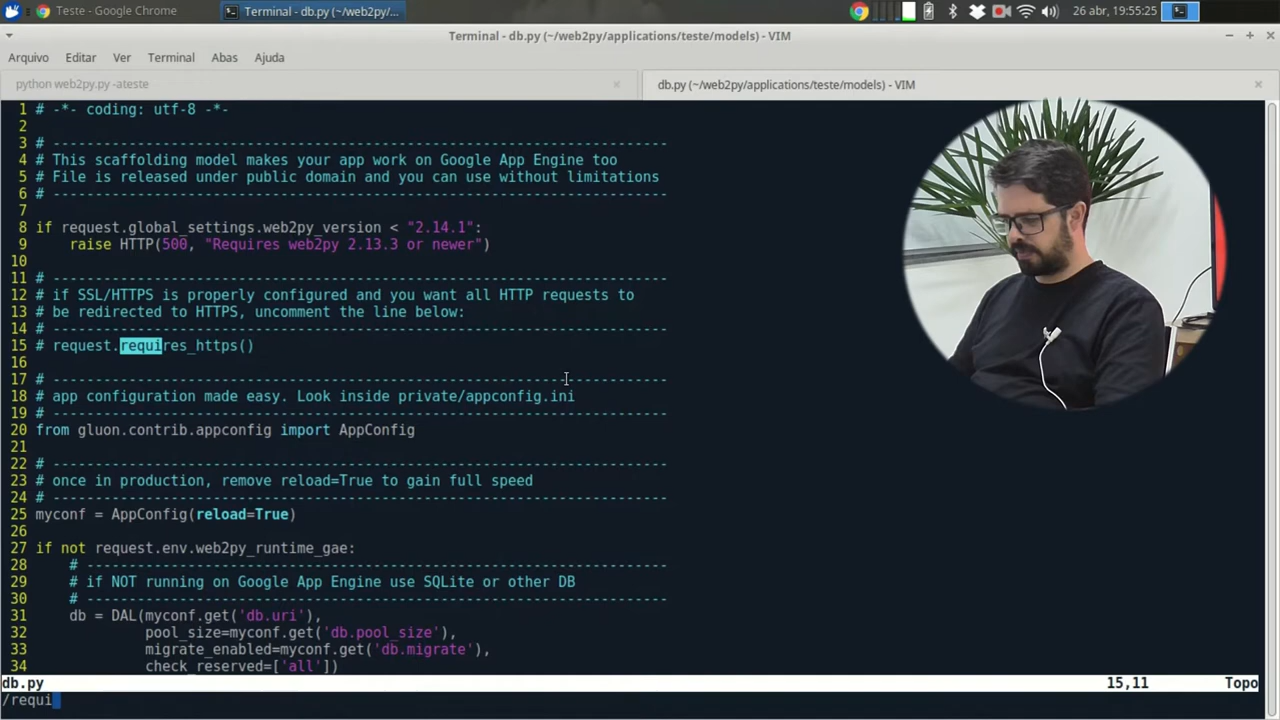 Teste - Google Chrome
Terminal - db.py (~/web2py/...
26 abr, 19:55:25
Terminal - db.py (~/web2py/applications/teste/models) - VIM
Arquivo Editar Ver Terminal Abas Ajuda
python web2py.py -ateste
db.py (~/web2py/applications/teste/models) - VIM
1 # -*- coding: utf-8 -*-
2
3 # -------------------------------------------------------------------------
4 # This scaffolding model makes your app work on Google App Engine too
5 # File is released under public domain and you can use without limitations
6 # -------------------------------------------------------------------------
7
8 if request.global_settings.web2py_version < "2.14.1":
9     raise HTTP(500, "Requires web2py 2.13.3 or newer")
10
11 # -------------------------------------------------------------------------
12 # if SSL/HTTPS is properly configured and you want all HTTP requests to
13 # be redirected to HTTPS, uncomment the line below:
14 # -------------------------------------------------------------------------
15 # request.requires_https()
16
17 # -------------------------------------------------------------------------
18 # app configuration made easy. Look inside private/appconfig.ini
19 # -------------------------------------------------------------------------
20 from gluon.contrib.appconfig import AppConfig
21
22 # -------------------------------------------------------------------------
23 # once in production, remove reload=True to gain full speed
24 # -------------------------------------------------------------------------
25 myconf = AppConfig(reload=True)
26
27 if not request.env.web2py_runtime_gae:
28     # ---------------------------------------------------------------------
29     # if NOT running on Google App Engine use SQLite or other DB
30     # ---------------------------------------------------------------------
31     db = DAL(myconf.get('db.uri'),
32              pool_size=myconf.get('db.pool_size'),
33              migrate_enabled=myconf.get('db.migrate'),
34              check_reserved=['all'])
db.py 15,11 Topo
/requi